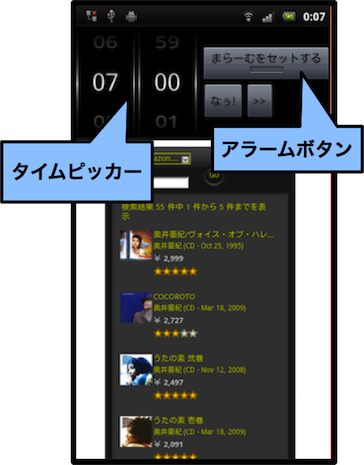 0:07
06 59
07 00
まらーむをセットする
なぅ!
>>
タイムピッカー
アラームボタン
azon....
Go
検索結果 55 件中 1 件から 5 件までを表
示
奥井亜紀/ヴォイス・オブ・ハレ...
奥井亜紀 (CD - Oct 25, 1995)
¥ 2,999
COCOROTO
奥井亜紀 (CD - Mar 18, 2009)
¥ 2,727
うたの素 弐巻
奥井亜紀 (CD - Nov 12, 2008)
¥ 2,497
うたの素 壱巻
奥井亜紀 (CD - Mar 18, 2009)
¥ 2,091